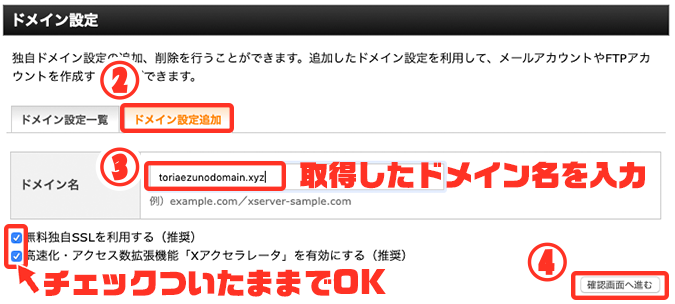 ドメイン設定
独自ドメイン設定の追加、削除を行うことができます。追加したドメイン設定を利用して、メールアカウントやFTPアカ
ウントを作成す できます。
②
ドメイン設定一覧
ドメイン設定追加
③
ドメイン名
toriaezunodomain.xyz
取得したドメイン名を入力
例）example.com／xserver-sample.com
無料独自SSLを利用する（推奨）
高速化・アクセス数拡張機能「Xアクセラレータ」を有効にする（推奨）
チェックついたままでOK
④
確認画面へ進む